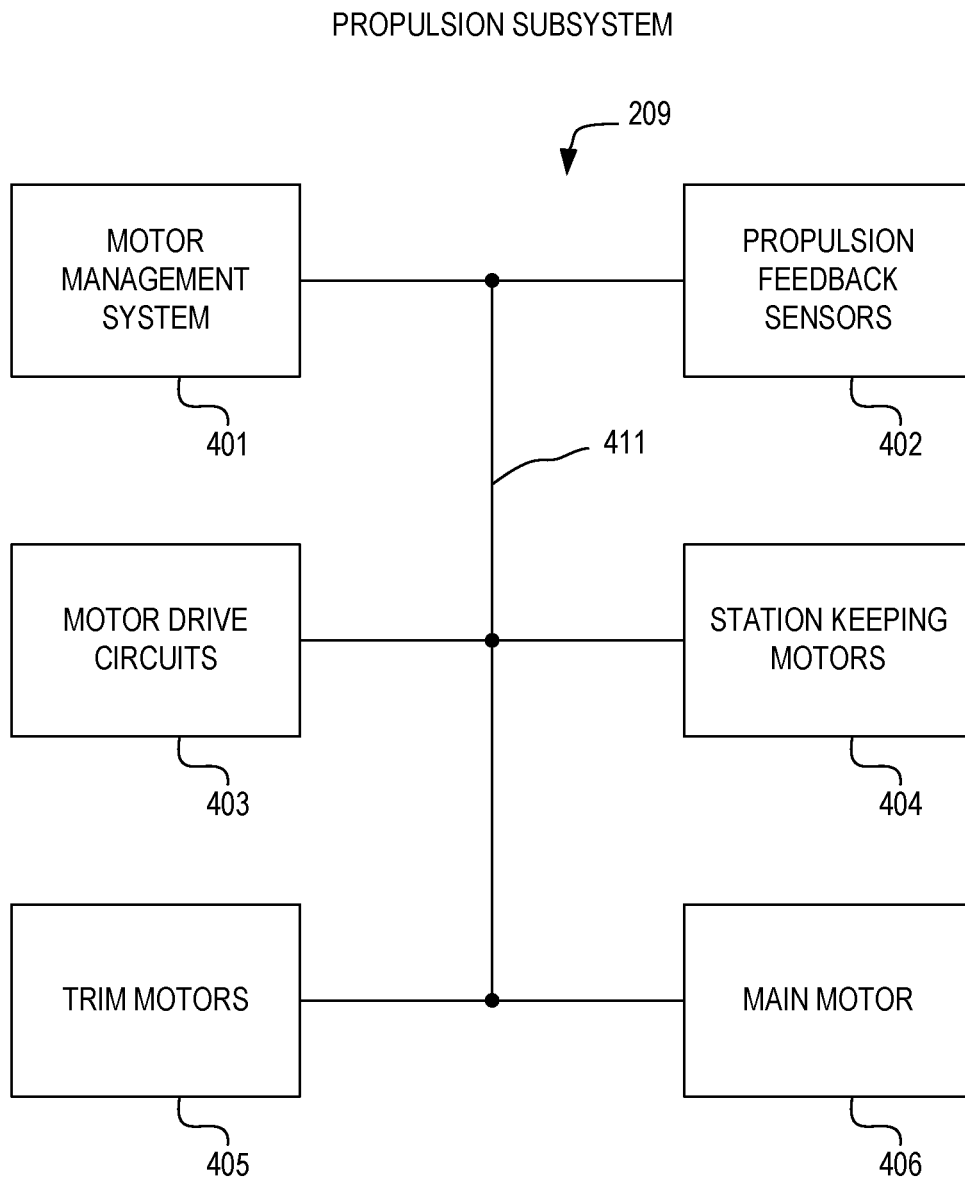 PROPULSION SUBSYSTEM
209
MOTOR
MANAGEMENT
SYSTEM
401
PROPULSION
FEEDBACK
SENSORS
402
411
MOTOR DRIVE
CIRCUITS
403
STATION KEEPING
MOTORS
404
TRIM MOTORS
405
MAIN MOTOR
406